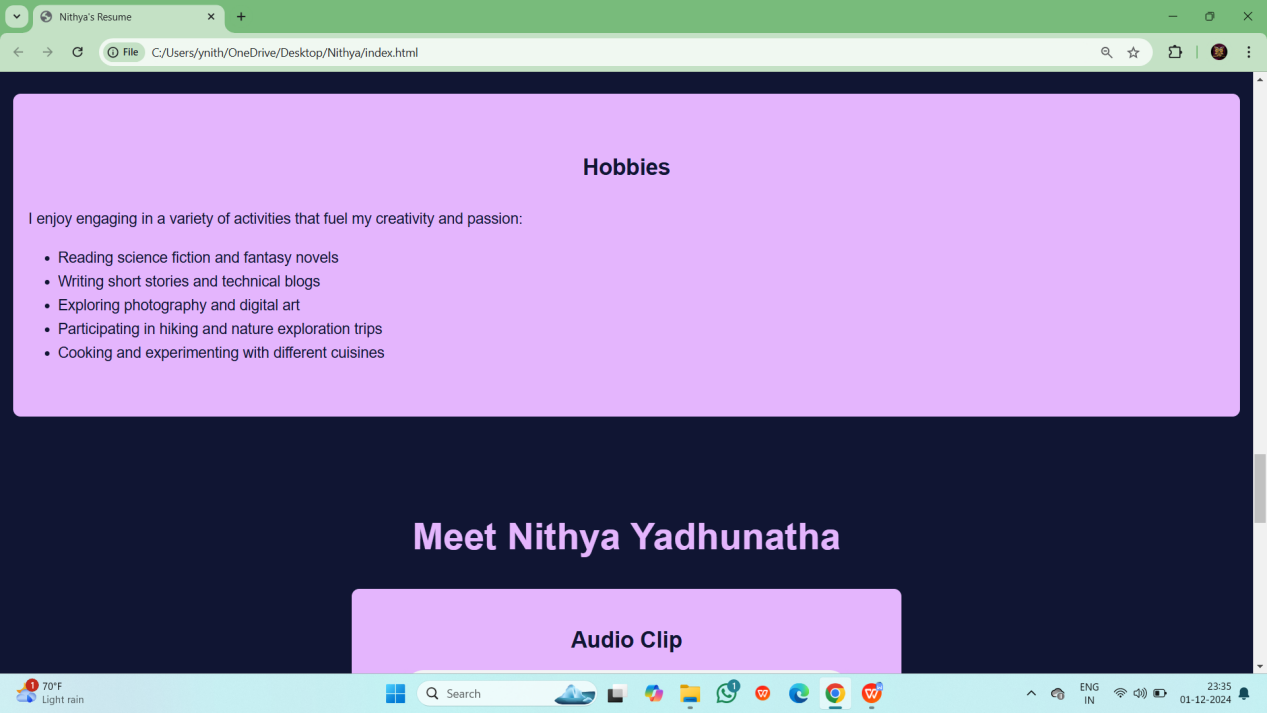 Nithya's Resume
File
C:/Users/ynith/OneDrive/Desktop/Nithya/index.html
Hobbies
I enjoy engaging in a variety of activities that fuel my creativity and passion:
• Reading science fiction and fantasy novels
• Writing short stories and technical blogs
• Exploring photography and digital art
• Participating in hiking and nature exploration trips
• Cooking and experimenting with different cuisines
Meet Nithya Yadhunatha
Audio Clip
1
70°F
Light rain
Search
1
ENG
IN
23:35
01-12-2024